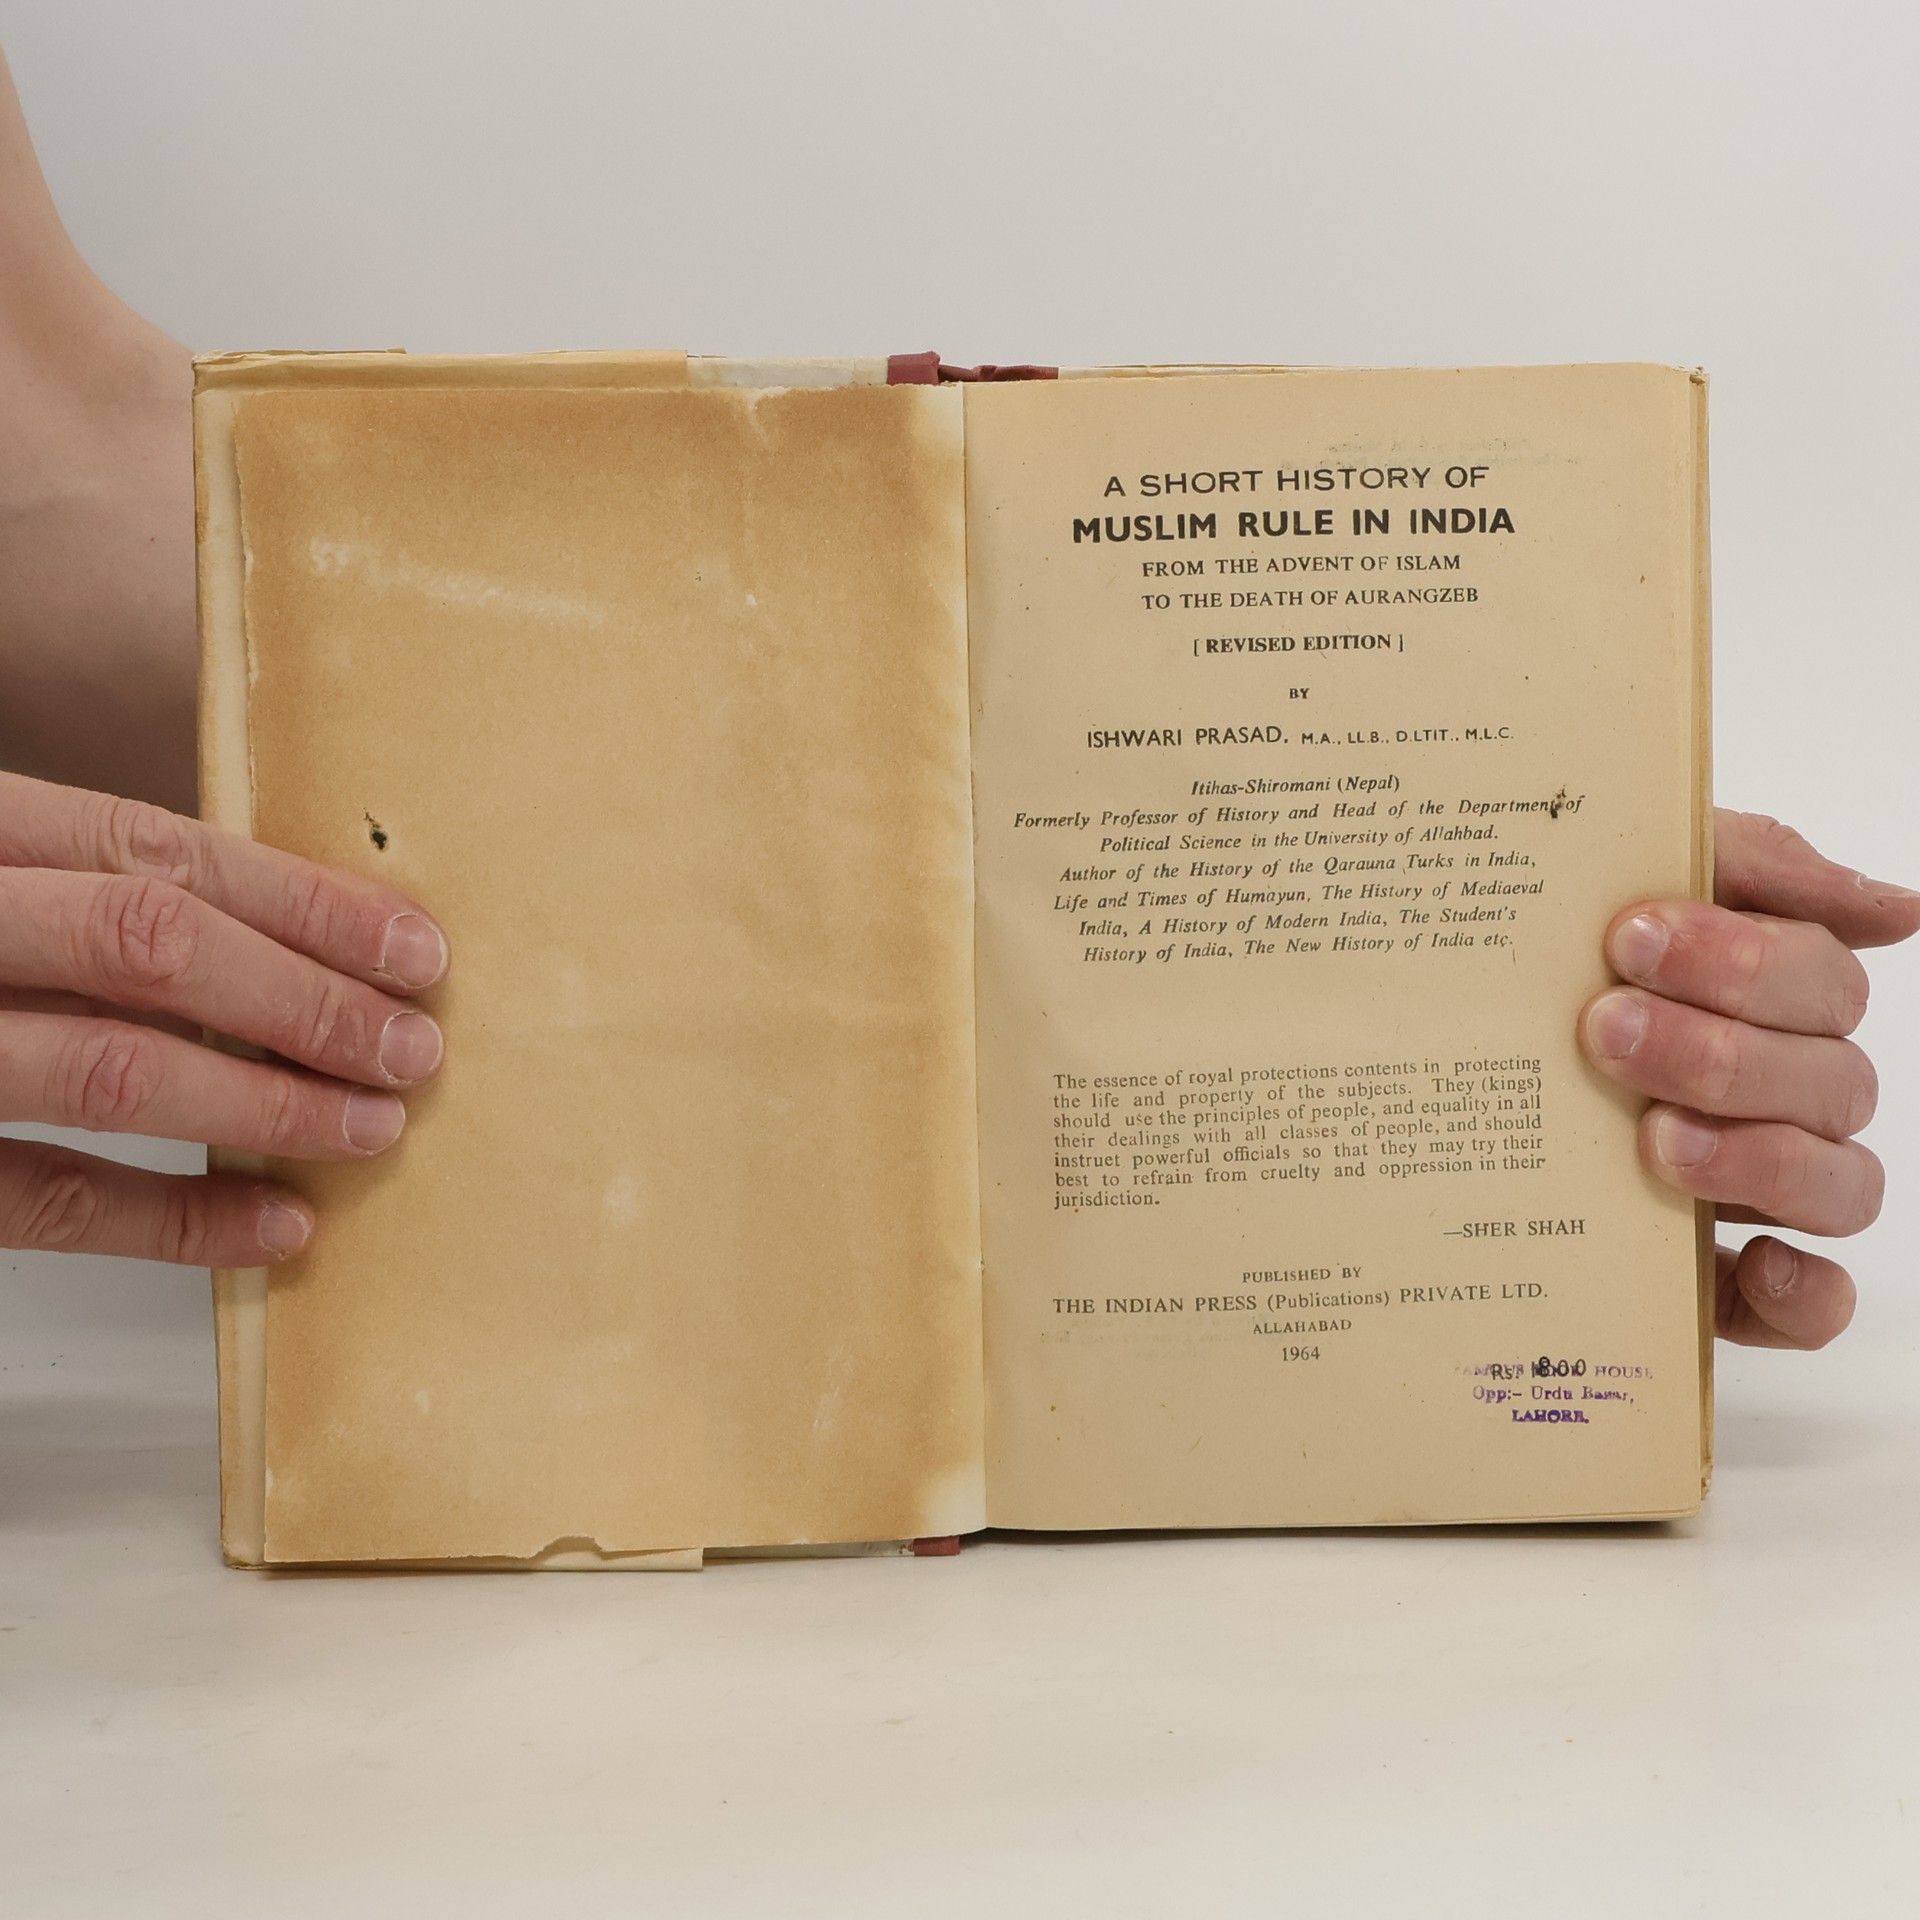 A SHORT HISTORY OF
MUSLIM RULE IN INDIA
FROM THE ADVENT OF ISLAM
TO THE DEATH OF AURANGZEB
[ REVISED EDITION ]
BY
ISHWARI PRASAD, M.A., LL.B., D.LTIT., M.L.C.
Itihas-Shiromani (Nepal)
Formerly Professor of History and Head of the Department of
Political Science in the University of Allahbad.
Author of the History of the Qarauna Turks in India,
Life and Times of Humayun, The History of Mediaeval
India, A History of Modern India, The Student's
History of India, The New History of India etc.
The essence of royal protections contents in protecting
the life and property of the subjects. They (kings)
should use the principles of people, and equality in all
their dealings with all classes of people, and should
instruet powerful officials so that they may try their
best to refrain from cruelty and oppression in their
jurisdiction.
—SHER SHAH
PUBLISHED BY
THE INDIAN PRESS (Publications) PRIVATE LTD.
ALLAHABAD
1964
Rs. HOUSE
Opp:- Urdu Bazar,
LAHORE.